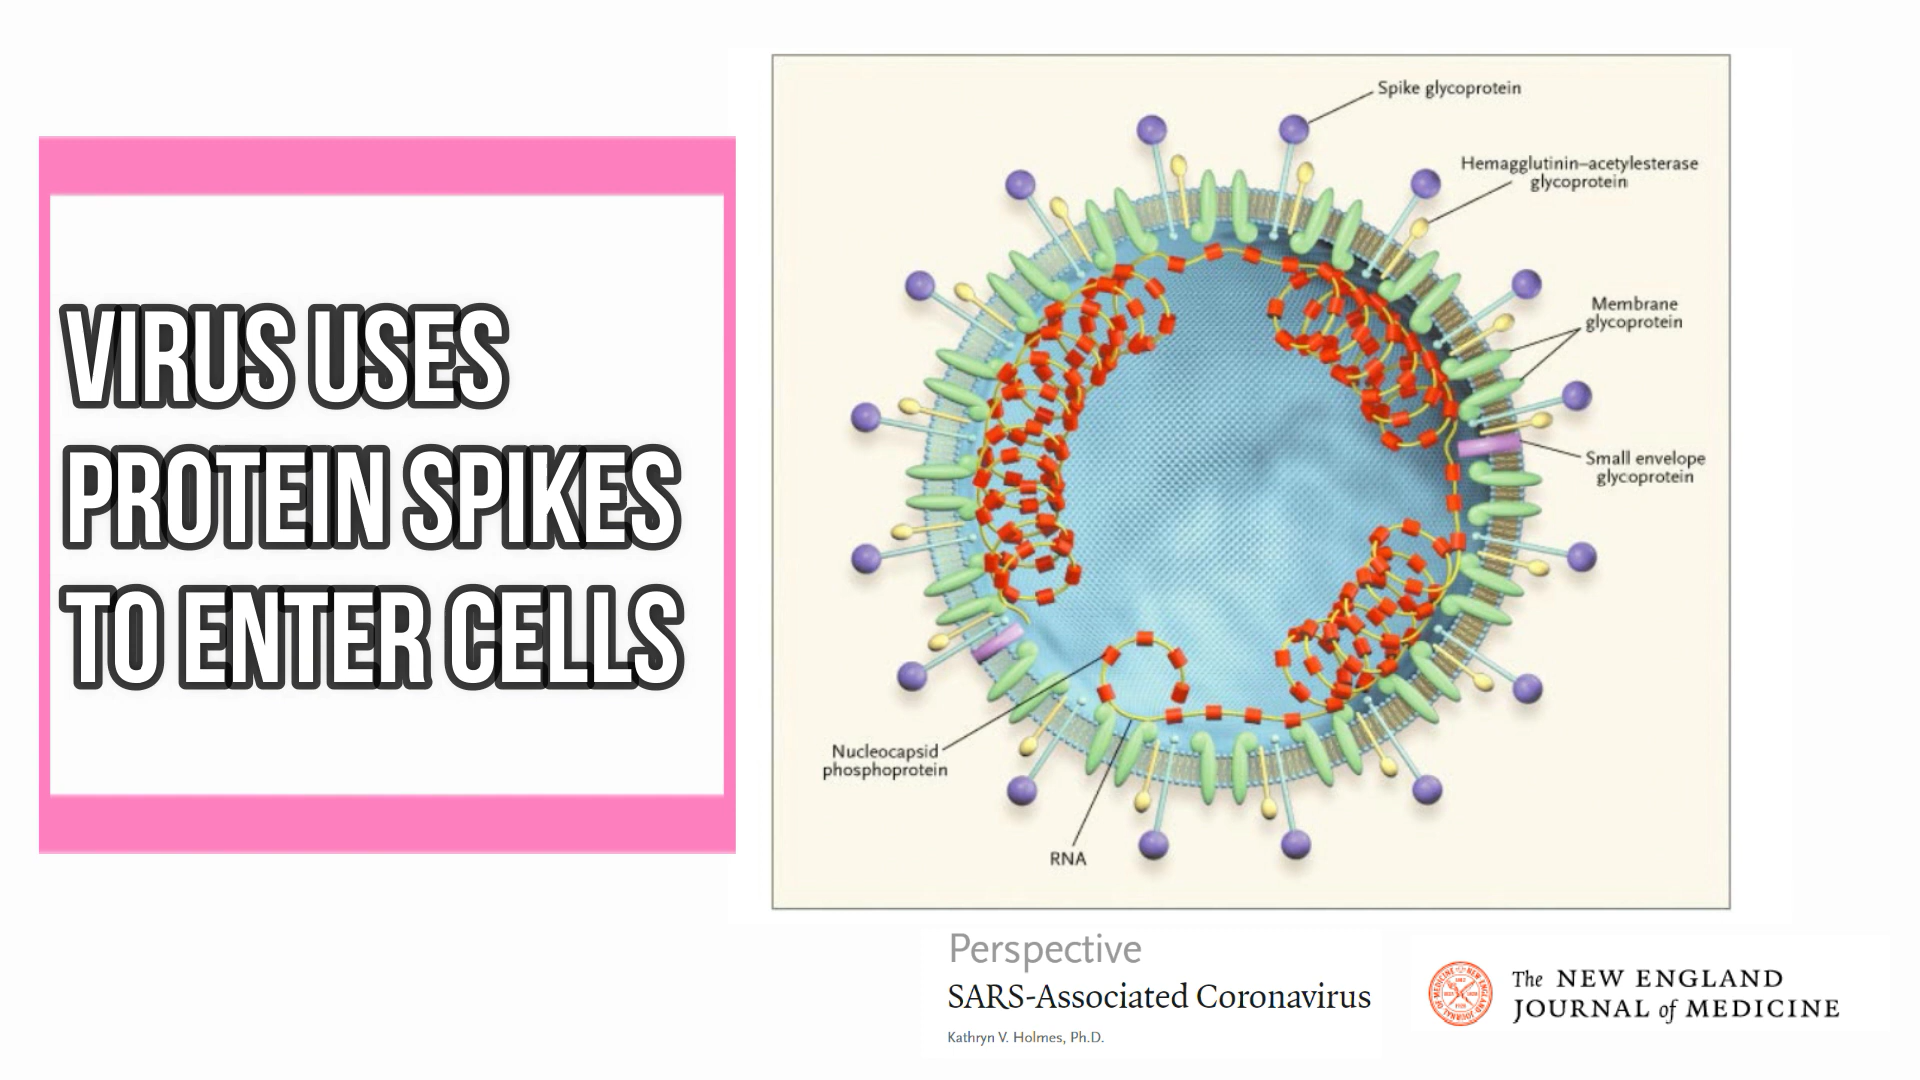 VIRUS USES
PROTEIN SPIKES
TO ENTER CELLS
Spike glycoprotein
Hemagglutinin–acetylesterase
glycoprotein
Membrane
glycoprotein
Small envelope
glycoprotein
Nucleocapsid
phosphoprotein
RNA
Perspective
SARS-Associated Coronavirus
Kathryn V. Holmes, Ph.D.
The NEW ENGLAND
JOURNAL of MEDICINE